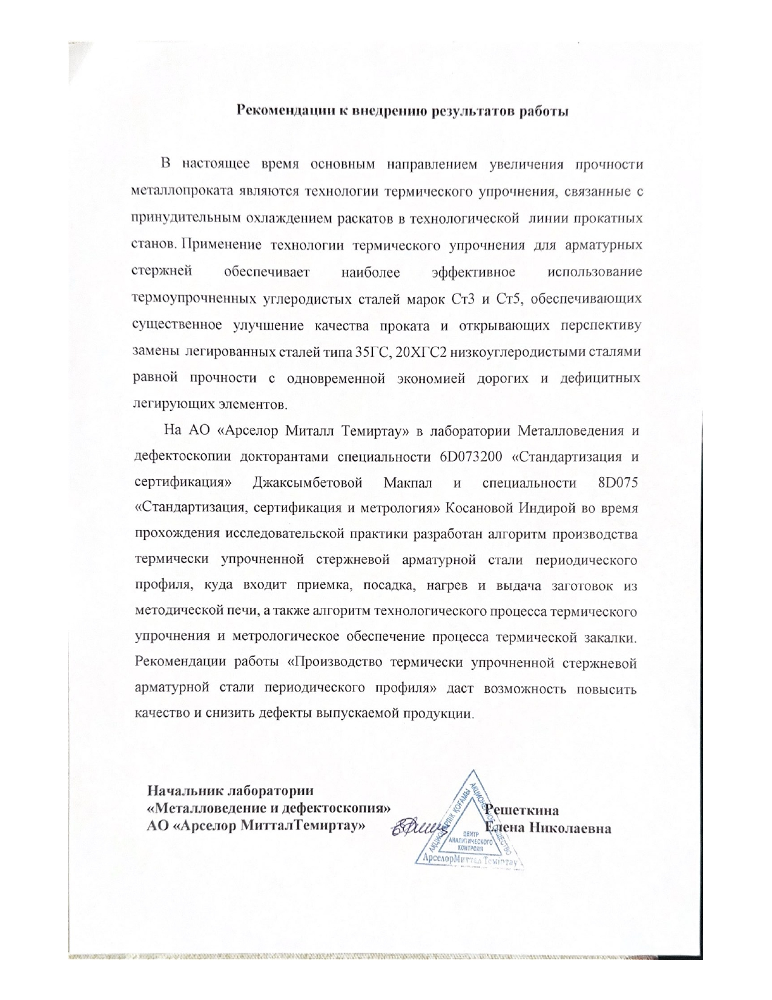 Рекомендации к внедрению результатов работы
В настоящее время основным направлением увеличения прочности
металлопроката являются технологии термического упрочнения, связанные с
принудительным охлаждением раскатов в технологической линии прокатных
станов. Применение технологии термического упрочнения для арматурных
стержней обеспечивает наиболее эффективное использование
термоупрочненных углеродистых сталей марок Ст3 и Ст5, обеспечивающих
существенное улучшение качества проката и открывающих перспективу
замены легированных сталей типа 35ГС, 20ХГС2 низкоуглеродистыми сталями
равной прочности с одновременной экономией дорогих и дефицитных
легирующих элементов.
На АО «Арселор Миталл Темиртау» в лаборатории Металловедения и
дефектоскопии докторантами специальности 6D073200 «Стандартизация и
сертификация» Джаксымбетовой Макпал и специальности 8D075
«Стандартизация, сертификация и метрология» Косановой Индирой во время
прохождения исследовательской практики разработан алгоритм производства
термически упрочненной стержневой арматурной стали периодического
профиля, куда входит приемка, посадка, нагрев и выдача заготовок из
методической печи, а также алгоритм технологического процесса термического
упрочнения и метрологическое обеспечение процесса термической закалки.
Рекомендации работы «Производство термически упрочненной стержневой
арматурной стали периодического профиля» даст возможность повысить
качество и снизить дефекты выпускаемой продукции.
Начальник лаборатории
«Металловедение и дефектоскопия»
АО «Арселор МитталТемиртау»
Решеткина
Елена Николаевна
АКЦИОНЕРЛІК ҚОҒАМЫ
АКЦИОНЕРНОЕ ОБЩЕСТВО
ЦЕНТР
АНАЛИТИЧЕСКОГО
КОНТРОЛЯ
АрселорМиттал Теміртау